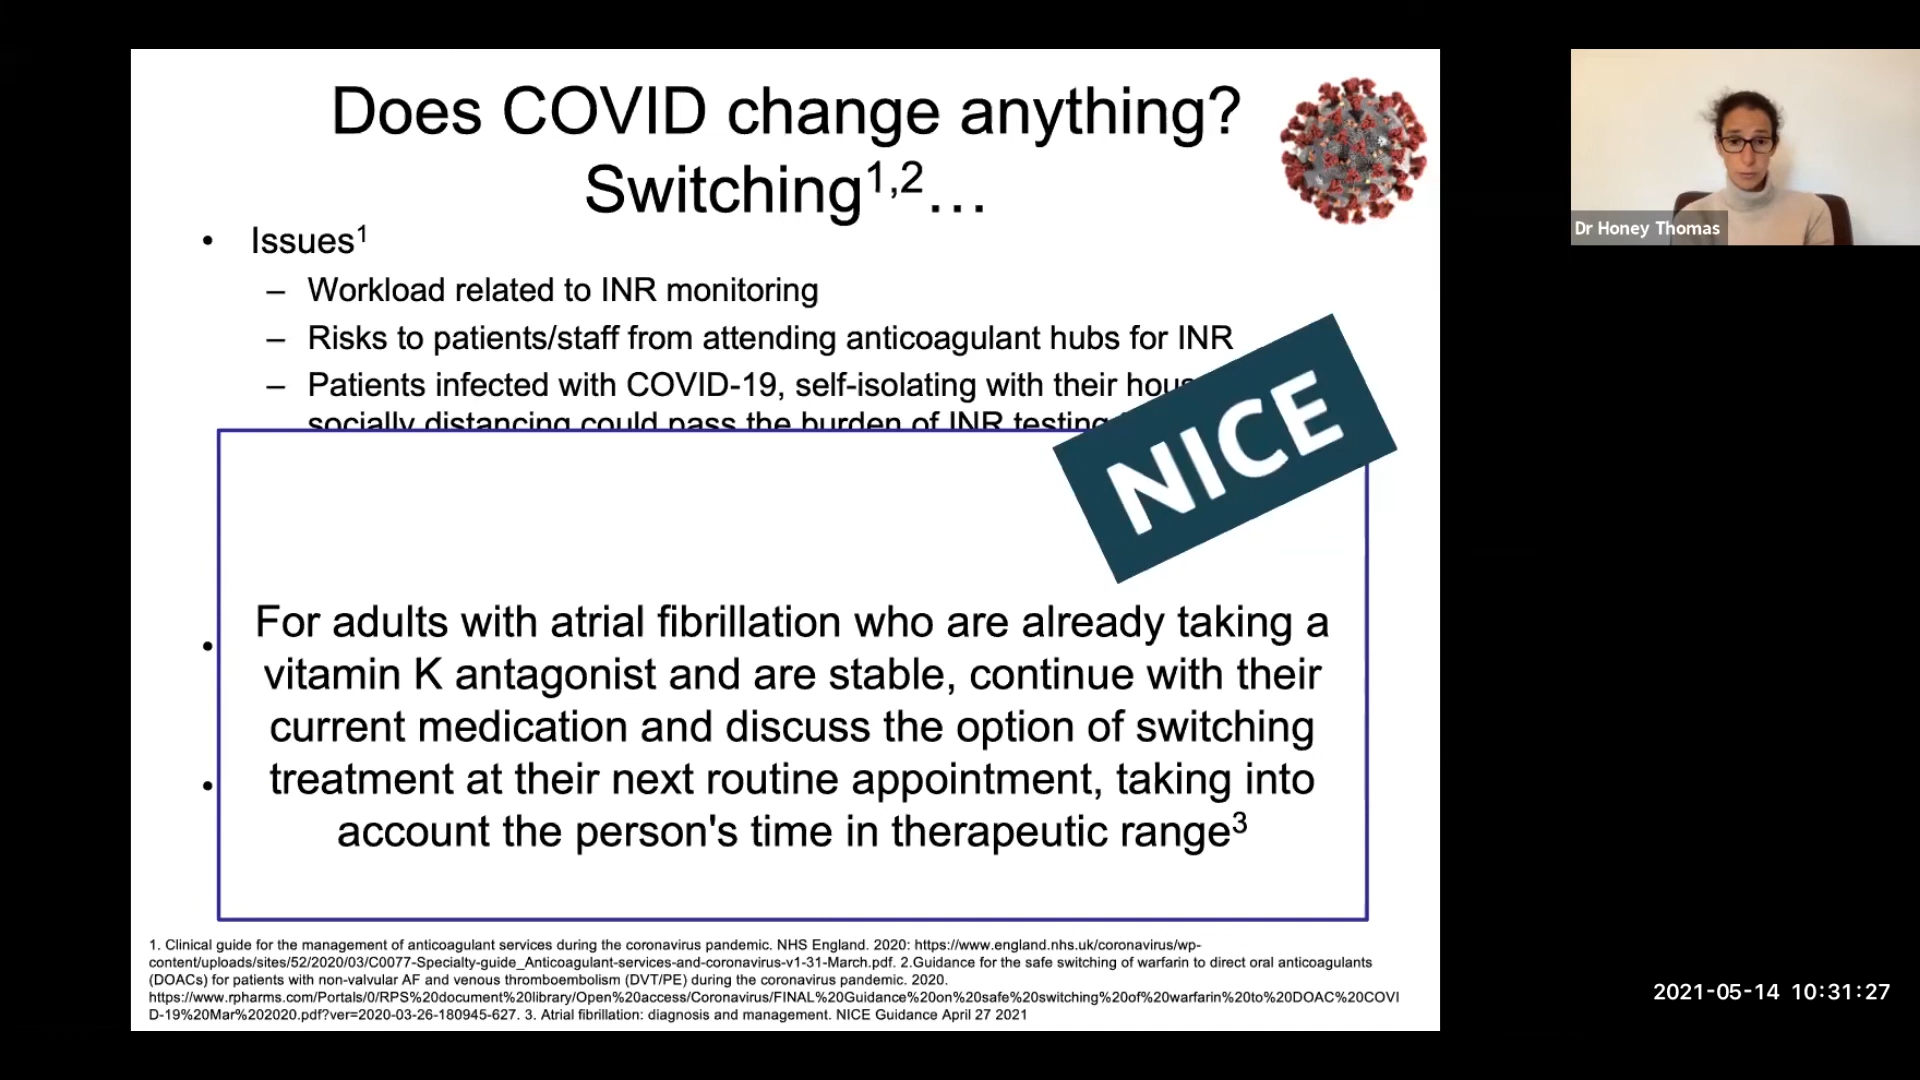 Does COVID change anything?
Switching1,2…
• Issues1
– Workload related to INR monitoring
– Risks to patients/staff from attending anticoagulant hubs for INR
– Patients infected with COVID-19, self-isolating with their
socially distancing could pass the burden of INR testing
NICE
For adults with atrial fibrillation who are already taking a
vitamin K antagonist and are stable, continue with their
current medication and discuss the option of switching
treatment at their next routine appointment, taking into
account the person's time in therapeutic range3
1. Clinical guide for the management of anticoagulant services during the coronavirus pandemic. NHS England. 2020: https://www.england.nhs.uk/coronavirus/wp-
content/uploads/sites/52/2020/03/C0077-Specialty-guide_Anticoagulant-services-and-coronavirus-v1-31-March.pdf. 2.Guidance for the safe switching of warfarin to direct oral anticoagulants
(DOACs) for patients with non-valvular AF and venous thromboembolism (DVT/PE) during the coronavirus pandemic. 2020.
https://www.rpharms.com/Portals/0/RPS%20document%20library/Open%20access/Coronavirus/FINAL%20Guidance%20on%20safe%20switching%20of%20warfarin%20to%20DOAC%20COVI
D-19%20Mar%202020.pdf?ver=2020-03-26-180945-627. 3. Atrial fibrillation: diagnosis and management. NICE Guidance April 27 2021
Dr Honey Thomas
2021-05-14 10:31:27